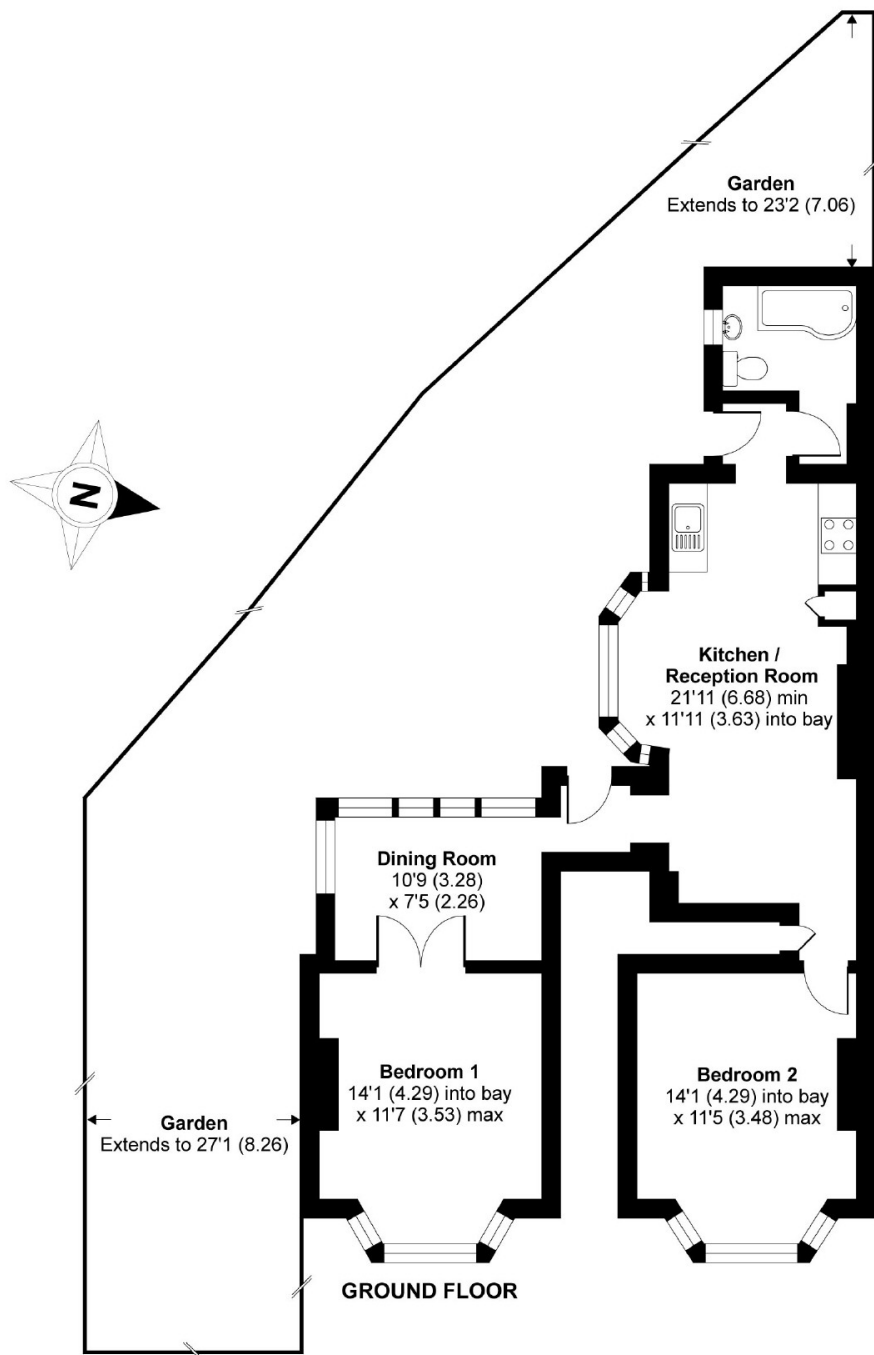 Garden
Extends to 23'2 (7.06)
N
Kitchen /
Reception Room
21'11 (6.68) min
x 11'11 (3.63) into bay
Dining Room
10'9 (3.28)
x 7'5 (2.26)
Bedroom 1
14'1 (4.29) into bay
x 11'7 (3.53) max
Bedroom 2
14'1 (4.29) into bay
x 11'5 (3.48) max
Garden
Extends to 27'1 (8.26)
GROUND FLOOR